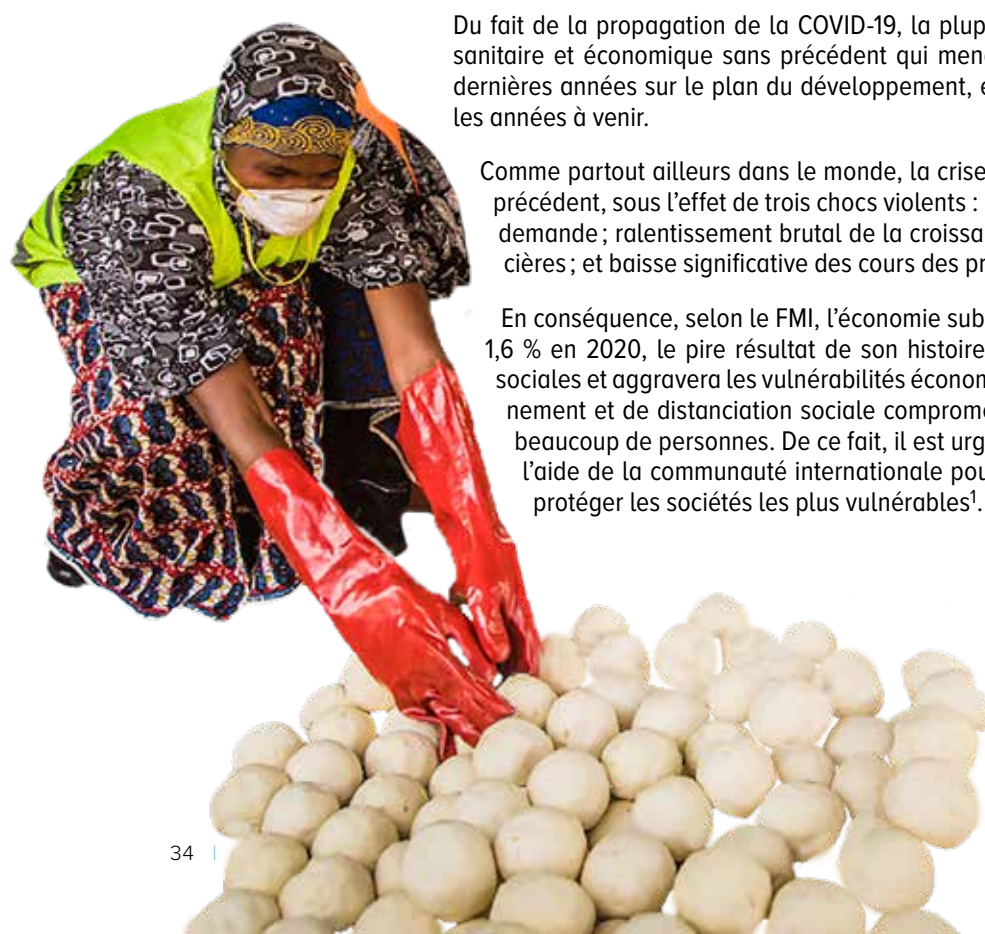 Du fait de la propagation de la COVID-19, la plup
sanitaire et économique sans précédent qui mena
dernières années sur le plan du développement, e
les années à venir.
Comme partout ailleurs dans le monde, la crise
précédent, sous l'effet de trois chocs violents :
demande ; ralentissement brutal de la croissa
cières ; et baisse significative des cours des pr
En conséquence, selon le FMI, l'économie sub
1,6 % en 2020, le pire résultat de son histoire
sociales et aggravera les vulnérabilités économ
nement et de distanciation sociale comprome
beaucoup de personnes. De ce fait, il est urg
l'aide de la communauté internationale pou
protéger les sociétés les plus vulnérables¹.
34 |